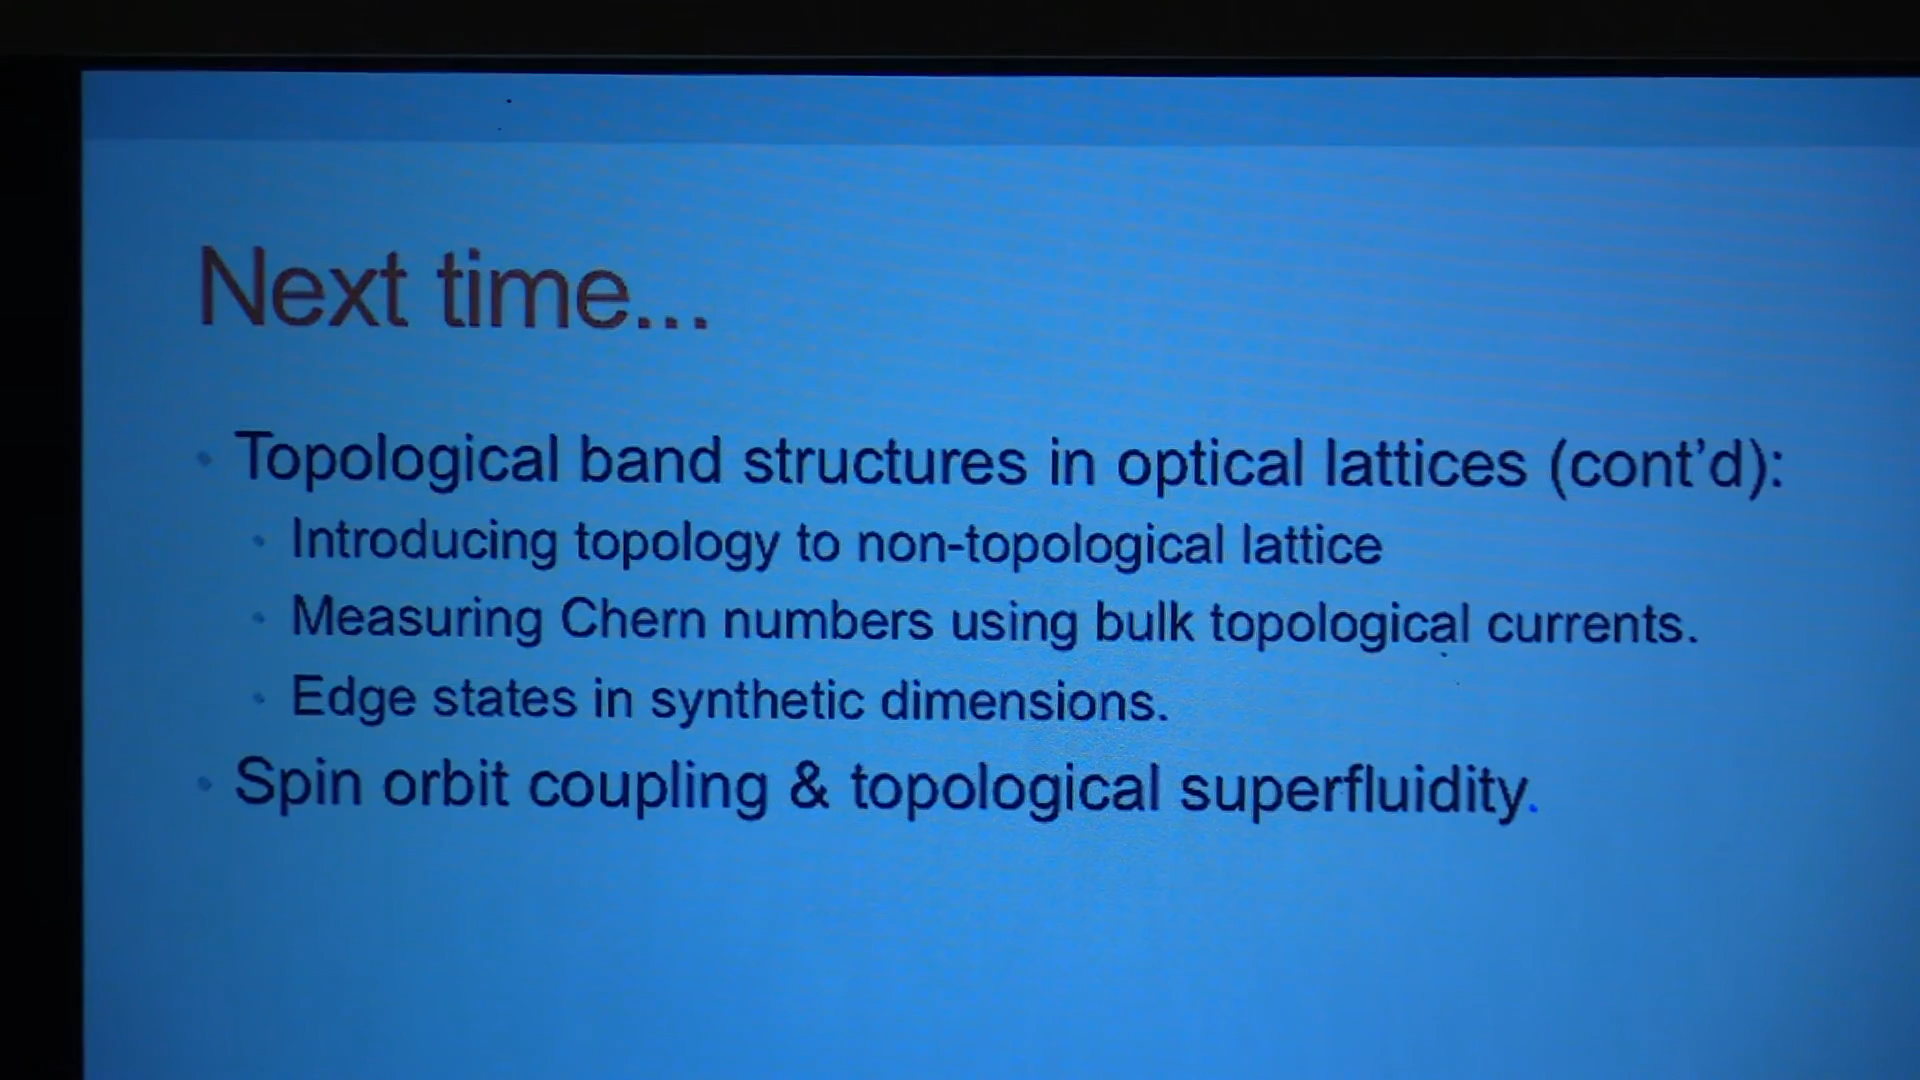 Next time...
Topological band structures in optical lattices (cont'd):
Introducing topology to non-topological lattice
Measuring Chern numbers using bulk topological currents.
Edge states in synthetic dimensions.
Spin orbit coupling & topological superfluidity.